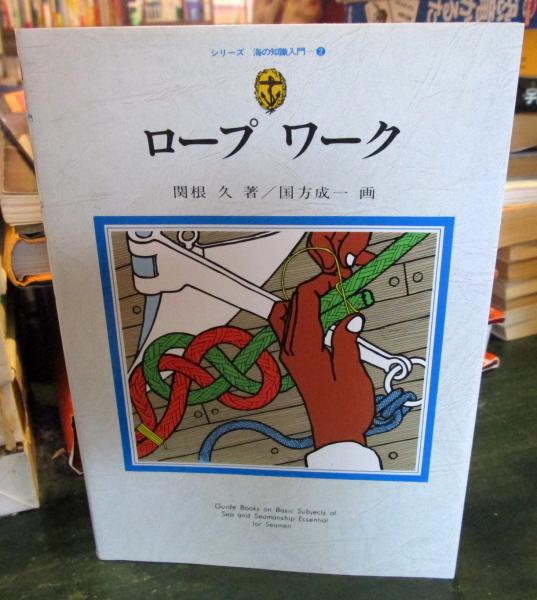 シリーズ 海の知識入門—②
ロープ ワーク
関根 久 著／国方成一 画
Guide Books on Basic Subjects of
Sea and Seamanship Essential
for Seamen